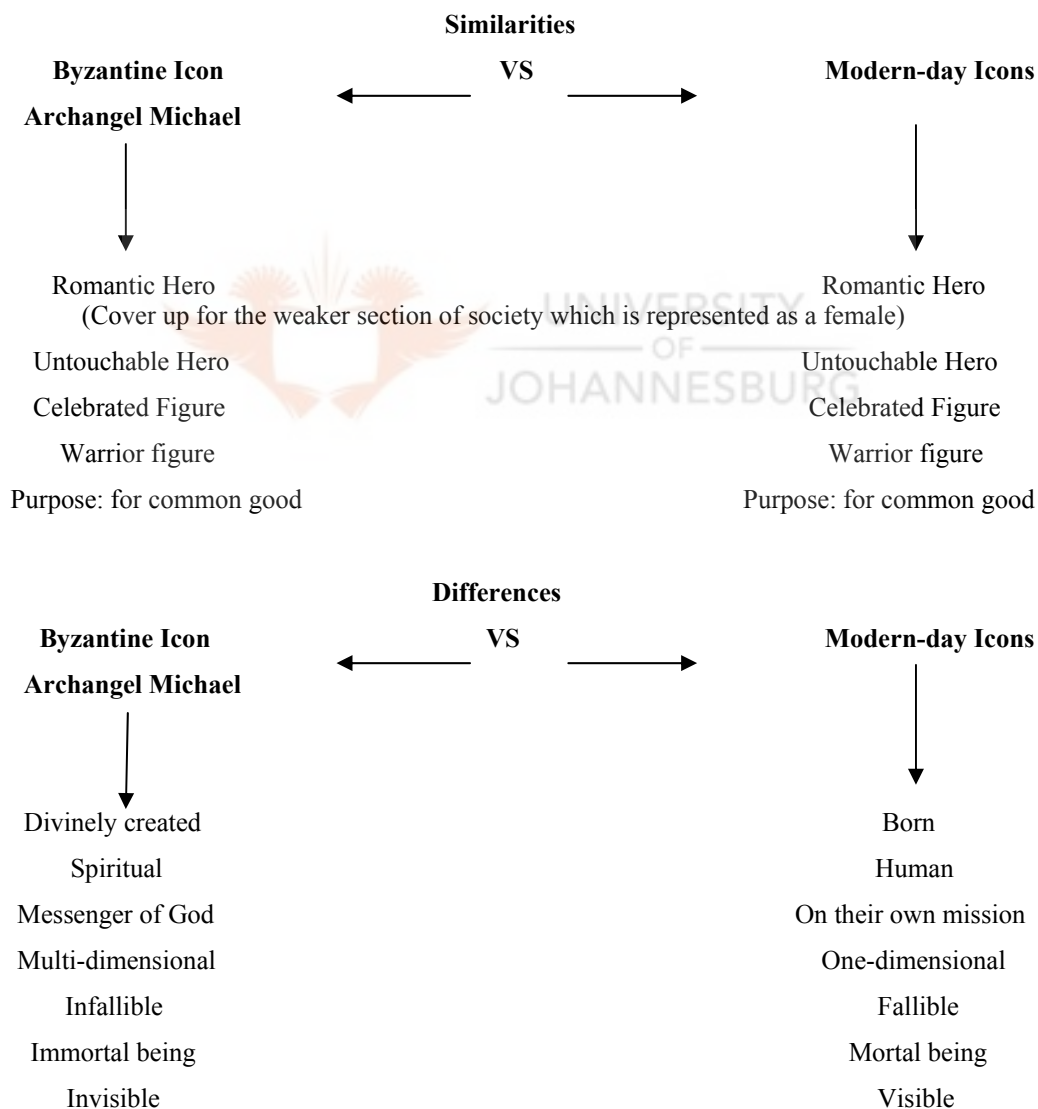 Similarities
Byzantine Icon VS Modern-day Icons
Archangel Michael
Romantic Hero Romantic Hero
(Cover up for the weaker section of society which is represented as a female)
Untouchable Hero Untouchable Hero
Celebrated Figure Celebrated Figure
Warrior figure Warrior figure
Purpose: for common good Purpose: for common good
UNIVERSITY
OF
JOHANNESBURG
Differences
Byzantine Icon VS Modern-day Icons
Archangel Michael
Divinely created Born
Spiritual Human
Messenger of God On their own mission
Multi-dimensional One-dimensional
Infallible Fallible
Immortal being Mortal being
Invisible Visible